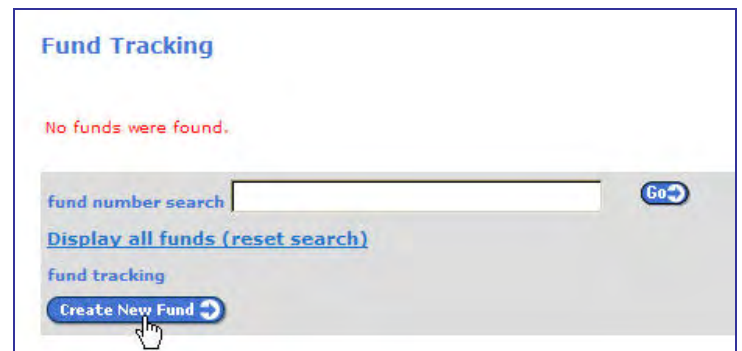 Fund Tracking
No funds were found.
fund number search Go
Display all funds (reset search)
fund tracking
Create New Fund